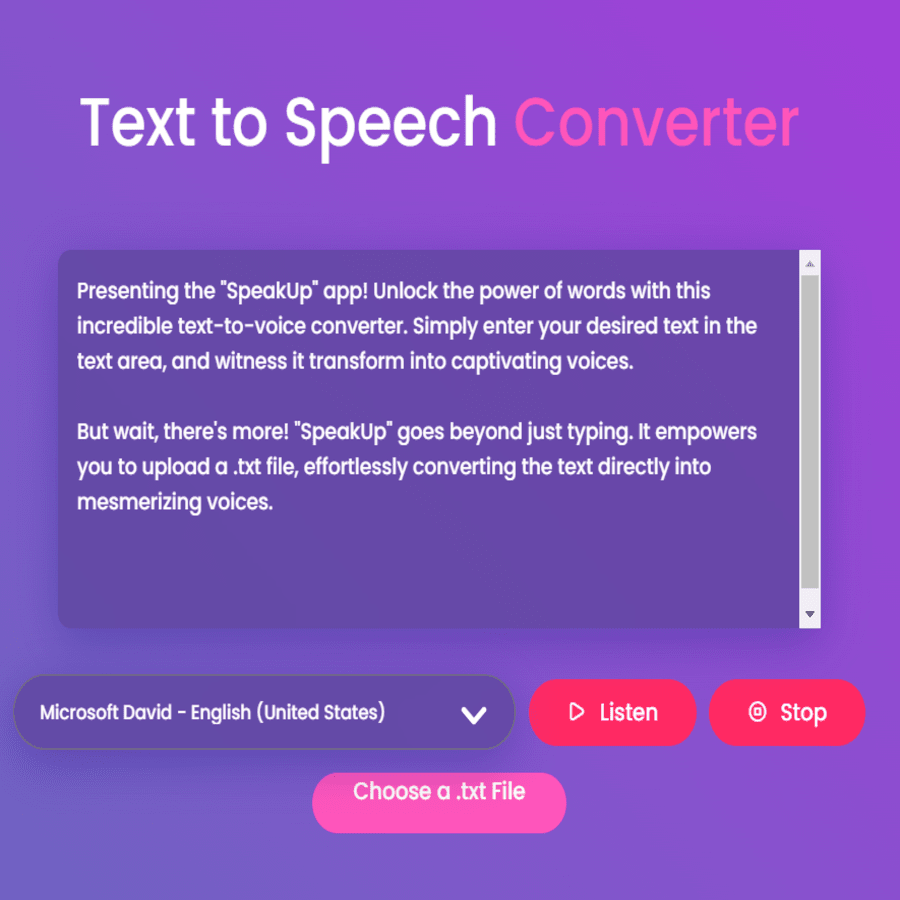 Text to Speech Converter
Presenting the "SpeakUp" app! Unlock the power of words with this
incredible text-to-voice converter. Simply enter your desired text in the
text area, and witness it transform into captivating voices.
But wait, there's more! "SpeakUp" goes beyond just typing. It empowers
you to upload a .txt file, effortlessly converting the text directly into
mesmerizing voices.
Microsoft David - English (United States)
Listen
Stop
Choose a .txt File